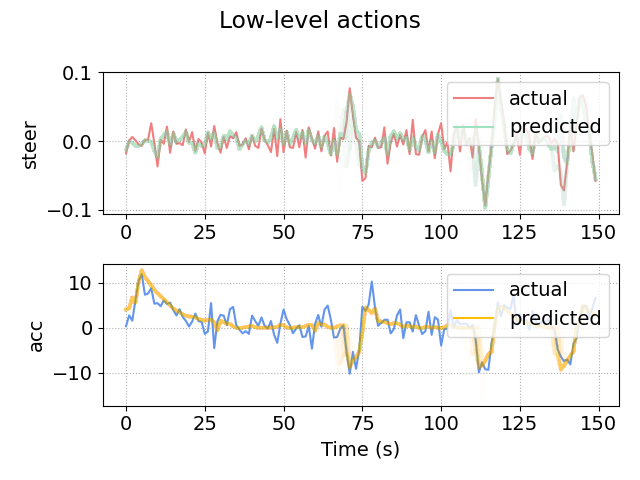 Low-level actions
0.1
0.0
−0.1
steer
actual
predicted
0 25 50 75 100 125 150
10
0
−10
acc
actual
predicted
0 25 50 75 100 125 150
Time (s)